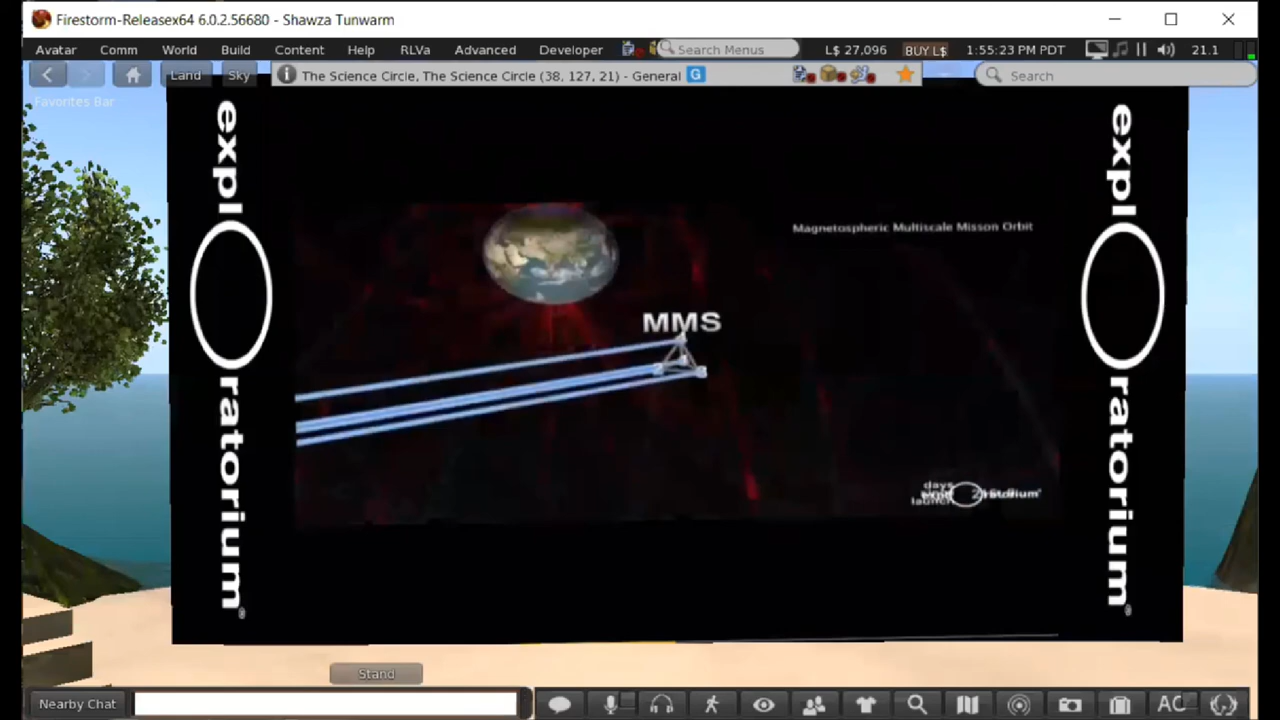 Firestorm-Releasex64 6.0.2.56680 - Shawza Tunwarm
Avatar Comm World Build Content Help RLVa Advanced Developer Search Menus L$ 27,096 BUY L$ 1:55:23 PM PDT 21.1
Land Sky The Science Circle, The Science Circle (38, 127, 21) - General G Search
Favorites Bar
explOratorium®
explOratorium®
Magnetospheric Multiscale Misson Orbit
MMS
days
Stand
Nearby Chat AC